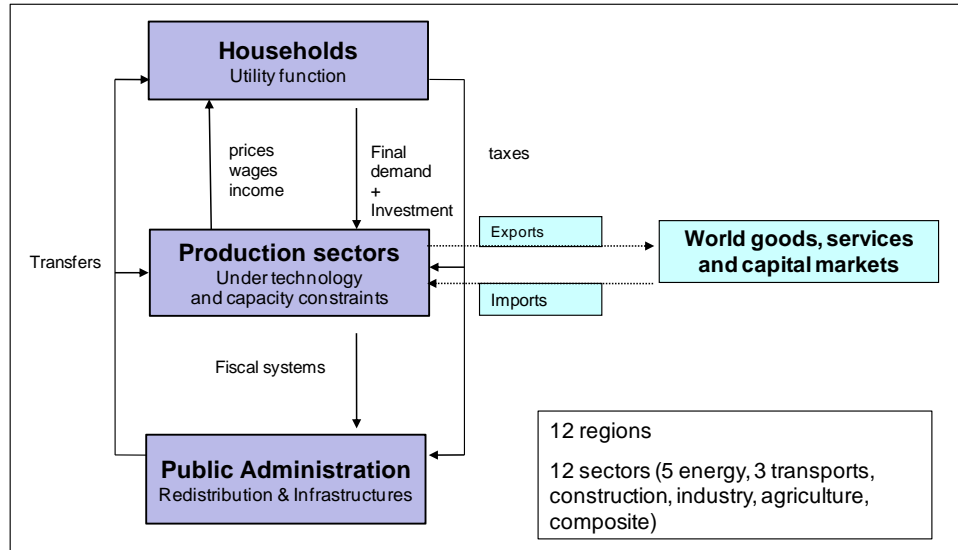 Households
Utility function
prices
wages
income
Final
demand
+
Investment
taxes
Exports
World goods, services
and capital markets
Production sectors
Under technology
and capacity constraints
Transfers
Imports
Fiscal systems
Public Administration
Redistribution & Infrastructures
12 regions
12 sectors (5 energy, 3 transports,
construction, industry, agriculture,
composite)